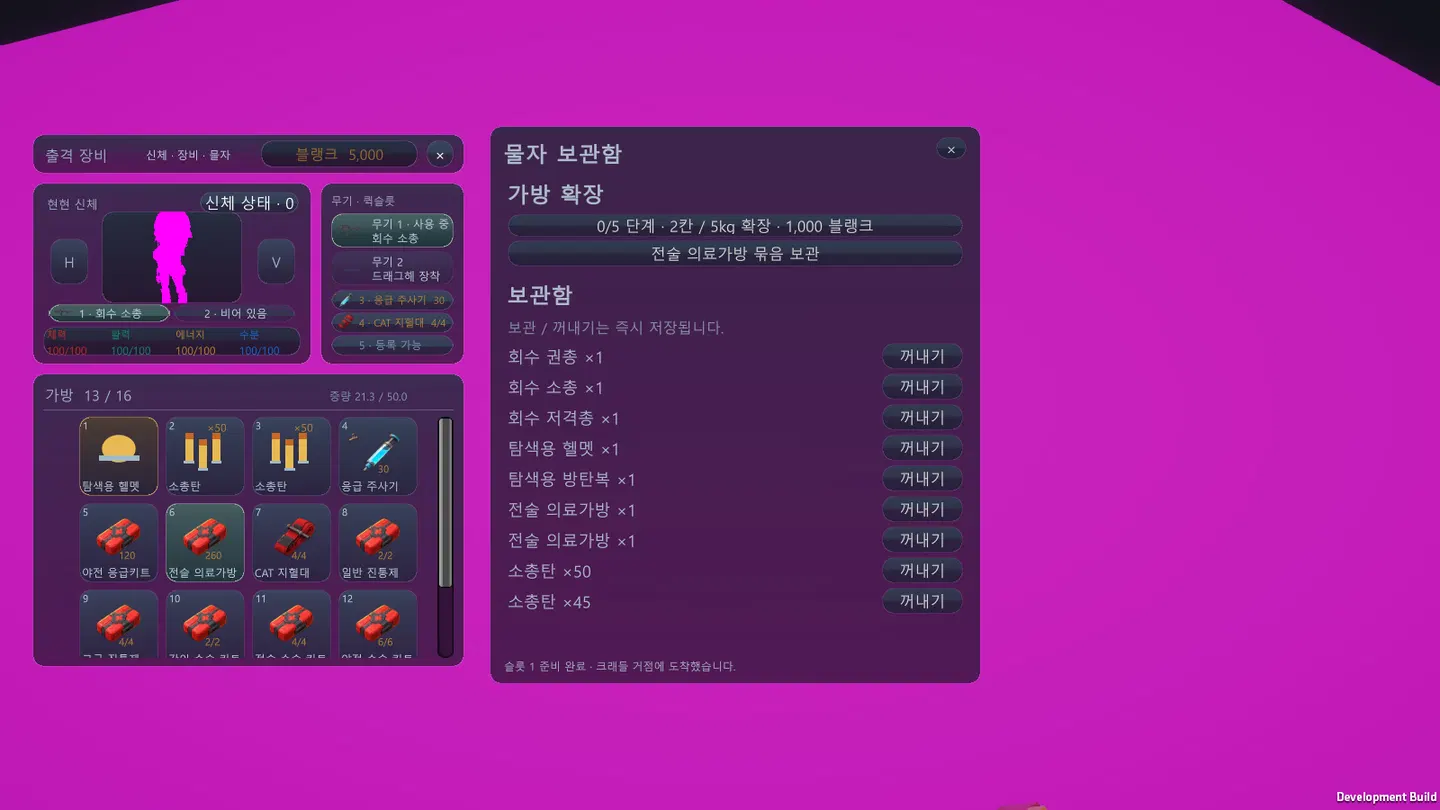 출격 장비
신체 · 장비 · 물자
블랭크 5,000
×
현현 신체
신체 상태 · 0
H
V
1 · 회수 소총
2 · 비어 있음
체력 활력 에너지 수분
100/100 100/100 100/100 100/100
무기 · 퀵슬롯
무기 1 · 사용 중
회수 소총
무기 2
드래그해 장착
3 · 응급 주사기 30
4 · CAT 지혈대 4/4
5 · 등록 가능
가방 13 / 16
중량 21.3 / 50.0
1
탐색용 헬멧
2 ×50
소총탄
3 ×50
소총탄
4
30
응급 주사기
5
120
야전 응급키트
6
260
전술 의료가방
7
4/4
CAT 지혈대
8
2/2
일반 진통제
9
4/4
10
2/2
11
4/4
12
6/6
물자 보관함
×
가방 확장
0/5 단계 · 2칸 / 5kg 확장 · 1,000 블랭크
전술 의료가방 묶음 보관
보관함
보관 / 꺼내기는 즉시 저장됩니다.
회수 권총 ×1 꺼내기
회수 소총 ×1 꺼내기
회수 저격총 ×1 꺼내기
탐색용 헬멧 ×1 꺼내기
탐색용 방탄복 ×1 꺼내기
전술 의료가방 ×1 꺼내기
전술 의료가방 ×1 꺼내기
소총탄 ×50 꺼내기
소총탄 ×45 꺼내기
슬롯 1 준비 완료 · 크래들 거점에 도착했습니다.
Development Build